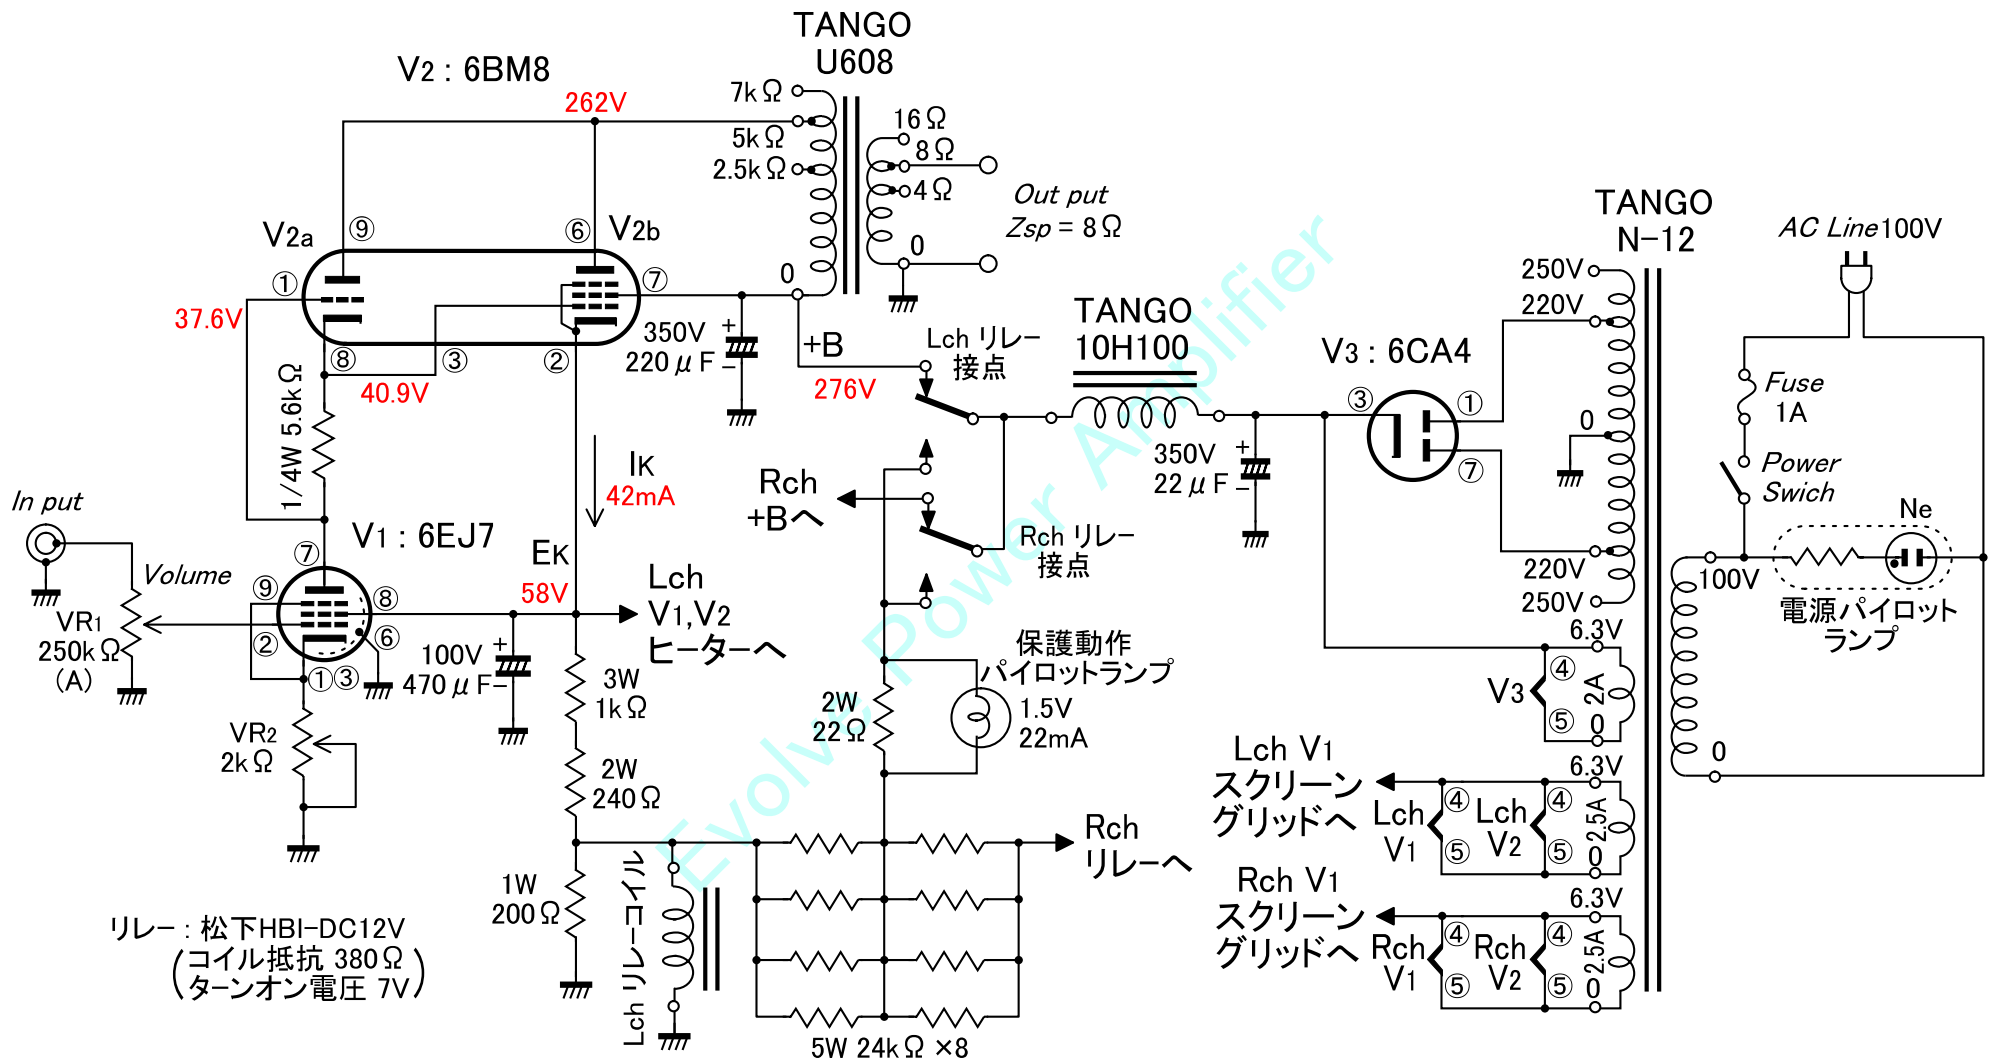 TANGO
U608
V2 : 6BM8
262V
7kΩ
5kΩ
2.5kΩ
0
16Ω
8Ω
4Ω
0
Out put
Zsp = 8Ω
V2a
⑨
⑥
V2b
①
⑦
37.6V
⑧
③
②
40.9V
1/4W 5.6kΩ
350V
220μF
+
−
+B
276V
Lch リレー
接点
TANGO
10H100
V3 : 6CA4
③
①
⑦
350V
22μF
+
−
TANGO
N−12
250V
220V
0
220V
250V
AC Line100V
Fuse
1A
Power
Swich
Ne
100V
電源パイロット
ランプ
0
IK
42mA
Rch
+Bへ
Rch リレー
接点
In put
Volume
VR1
250kΩ
(A)
V1 : 6EJ7
⑦
⑨
⑧
②
⑥
①③
EK
58V
Lch
V1,V2
ヒーターへ
100V
470μF
+
−
VR2
2kΩ
3W
1kΩ
2W
240Ω
1W
200Ω
保護動作
パイロットランプ
1.5V
22mA
2W
22Ω
Rch
リレーへ
Lch リレーコイル
5W 24kΩ ×8
リレー : 松下HBI−DC12V
(コイル抵抗 380Ω
ターンオン電圧 7V)
6.3V
④
V3
2A
⑤
0
Lch V1
スクリーン
グリッドへ
6.3V
④
④
Lch
V1
Lch
V2
2.5A
⑤
⑤
0
Rch V1
スクリーン
グリッドへ
6.3V
④
④
Rch
V1
Rch
V2
2.5A
⑤
⑤
0
Evolve Power Amplifier